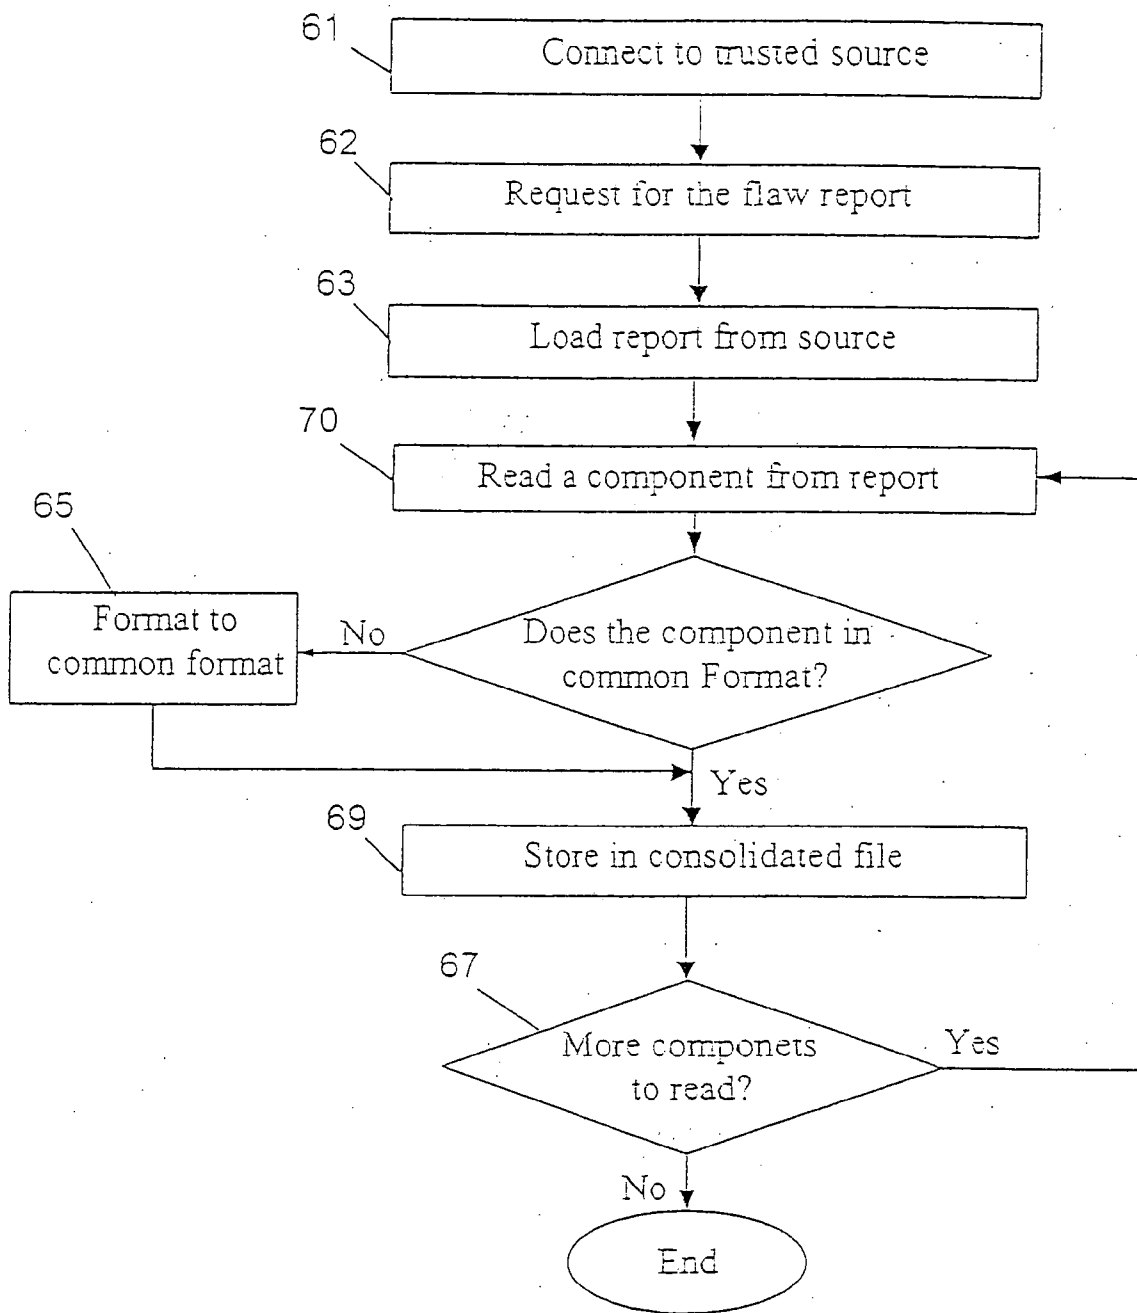 61
Connect to trusted source
62
Request for the flaw report
63
Load report from source
70
Read a component from report
65
Format to
common format
No
Does the component in
common Format?
Yes
69
Store in consolidated file
67
More componets
to read?
Yes
No
End